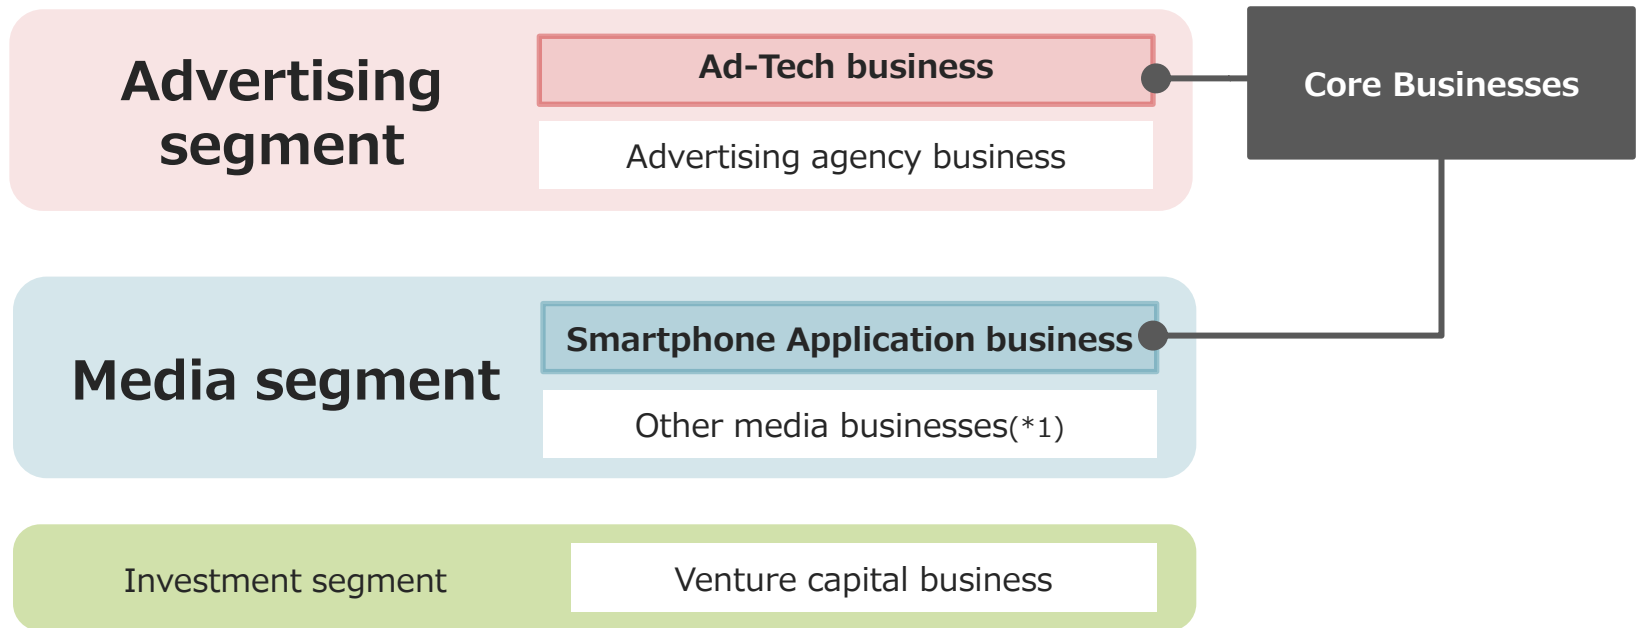 Advertising
segment
Ad-Tech business
Advertising agency business
Core Businesses
Media segment
Smartphone Application business
Other media businesses(*1)
Investment segment
Venture capital business